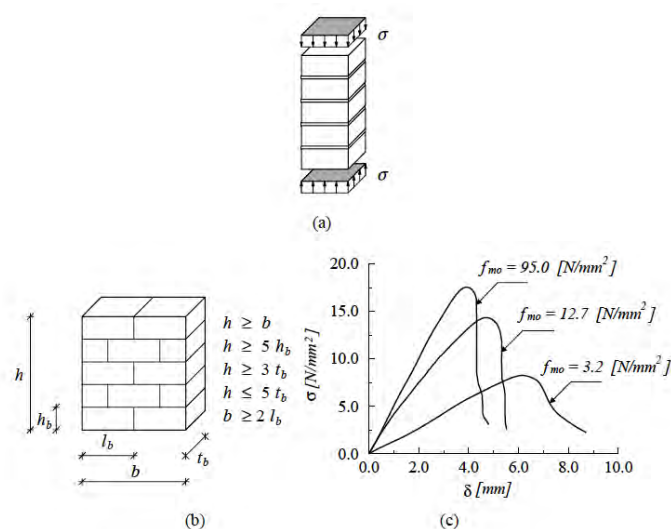 σ
σ
(a)
h
h_b
l_b
b
t_b
h ≥ b
h ≥ 5 h_b
h ≥ 3 t_b
h ≤ 5 t_b
b ≥ 2 l_b
(b)
σ [N/mm²]
20.0
15.0
10.0
5.0
0.0
0.0 2.0 4.0 6.0 8.0 10.0
δ [mm]
f_mo = 95.0 [N/mm²]
f_mo = 12.7 [N/mm²]
f_mo = 3.2 [N/mm²]
(c)